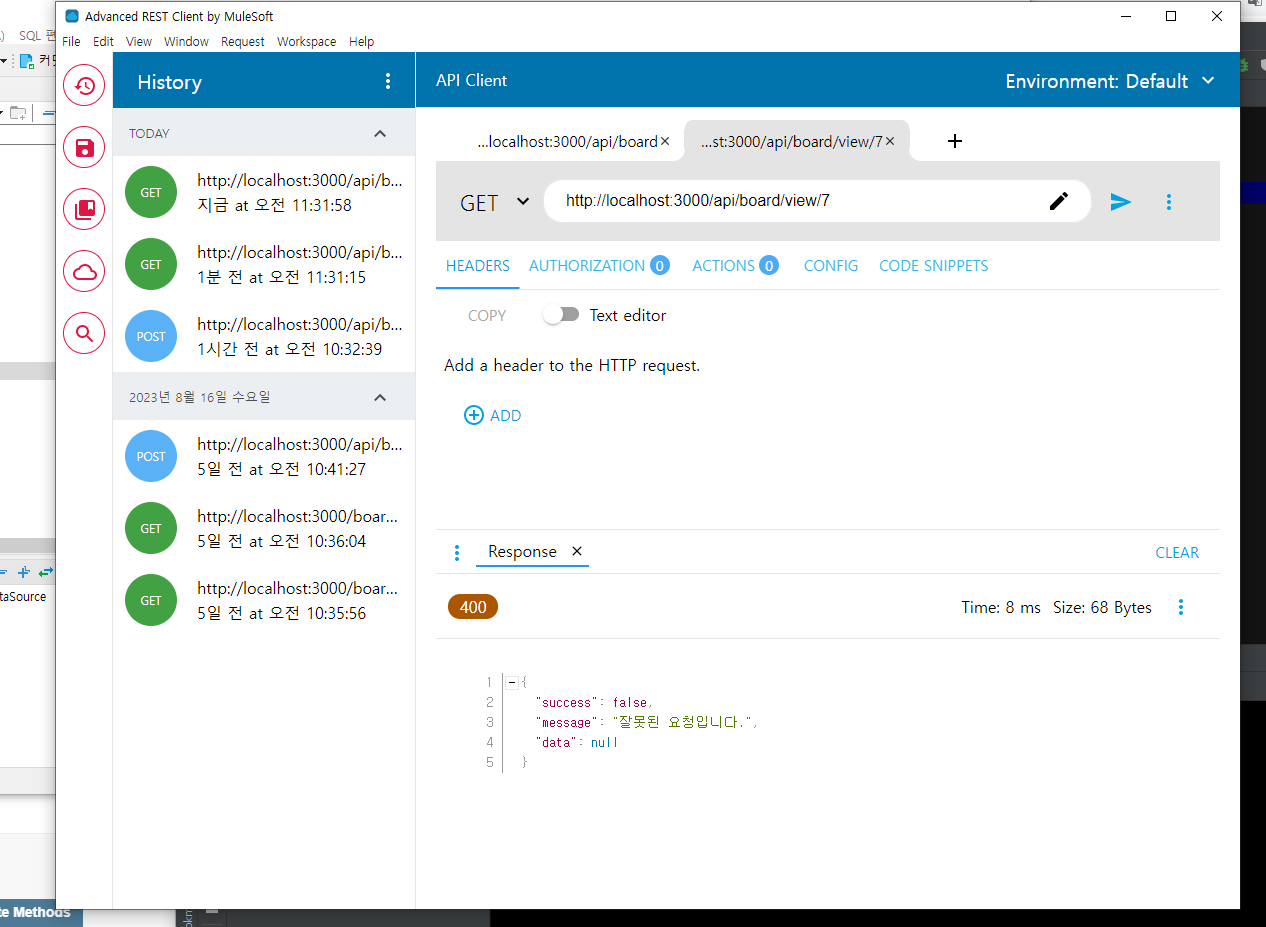 Advanced REST Client by MuleSoft
SQL 편
File Edit View Window Request Workspace Help
커밋
History
API Client
Environment: Default
TODAY
...localhost:3000/api/board
...st:3000/api/board/view/7
GET
http://localhost:3000/api/b...
지금 at 오전 11:31:58
GET
http://localhost:3000/api/board/view/7
GET
http://localhost:3000/api/b...
1분 전 at 오전 11:31:15
HEADERS AUTHORIZATION 0 ACTIONS 0 CONFIG CODE SNIPPETS
POST
http://localhost:3000/api/b...
1시간 전 at 오전 10:32:39
COPY Text editor
Add a header to the HTTP request.
ADD
2023년 8월 16일 수요일
POST
http://localhost:3000/api/b...
5일 전 at 오전 10:41:27
GET
http://localhost:3000/boar...
5일 전 at 오전 10:36:04
GET
http://localhost:3000/boar...
5일 전 at 오전 10:35:56
Response
CLEAR
400
Time: 8 ms Size: 68 Bytes
1 {
2 "success": false,
3 "message": "잘못된 요청입니다.",
4 "data": null
5 }
taSource
te Methods
okm